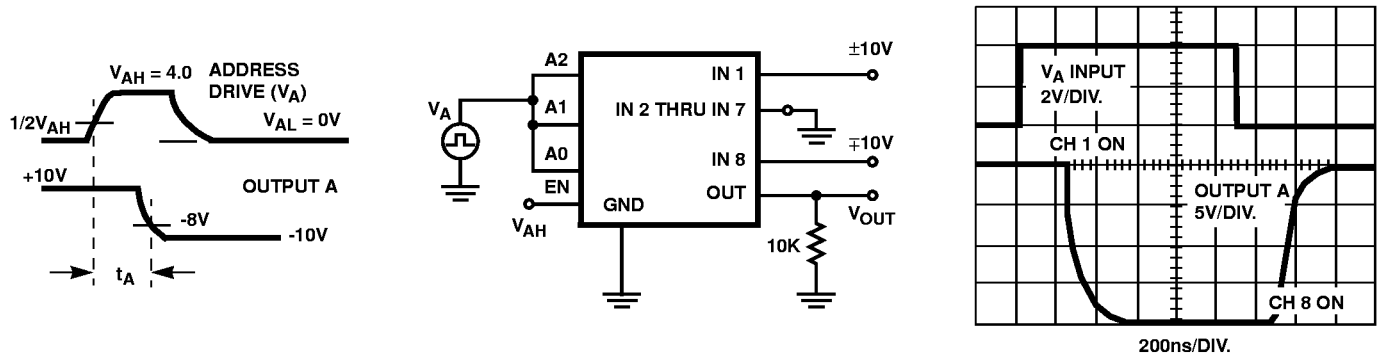 V_AH = 4.0
ADDRESS
DRIVE (V_A)
1/2V_AH
V_AL = 0V
+10V
OUTPUT A
-8V
-10V
t_A
V_A
A2
A1
A0
EN
V_AH
GND
IN 1
IN 2 THRU IN 7
IN 8
OUT
±10V
∓10V
V_OUT
10K
V_A INPUT
2V/DIV.
CH 1 ON
OUTPUT A
5V/DIV.
CH 8 ON
200ns/DIV.